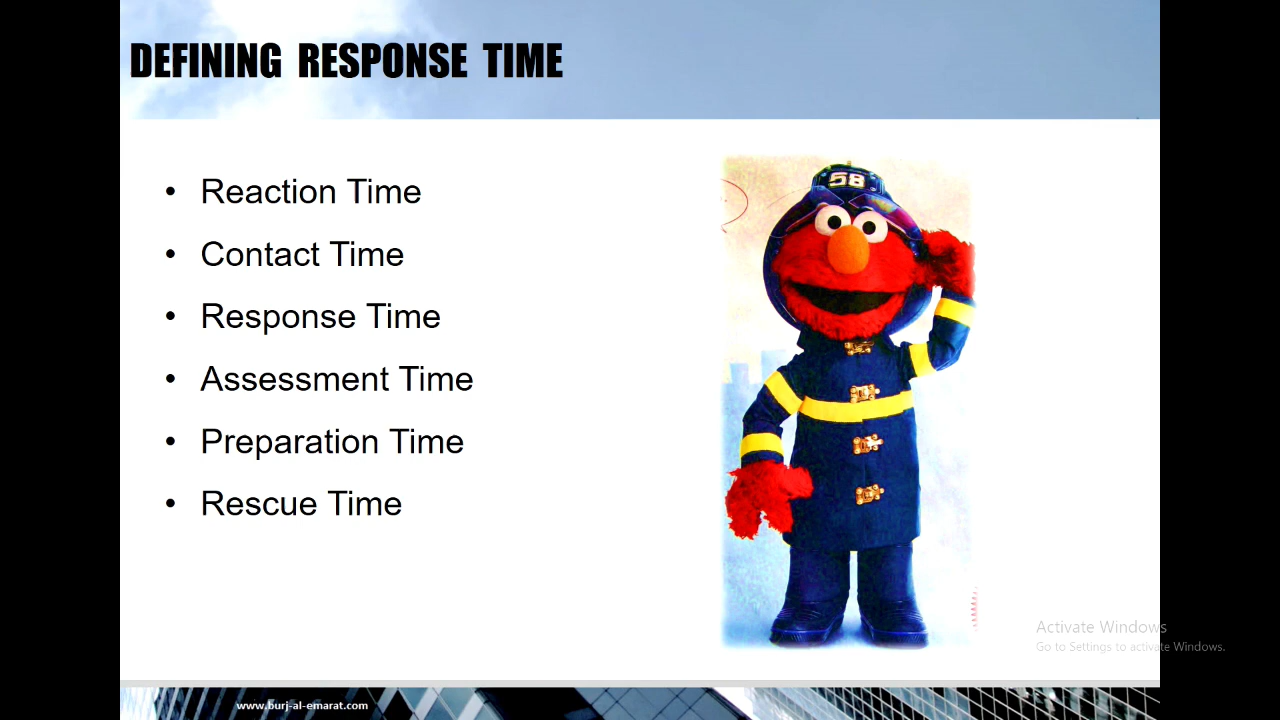 DEFINING RESPONSE TIME
• Reaction Time
• Contact Time
• Response Time
• Assessment Time
• Preparation Time
• Rescue Time
58
Activate Windows
Go to Settings to activate Windows.
www.burj-al-emarat.com